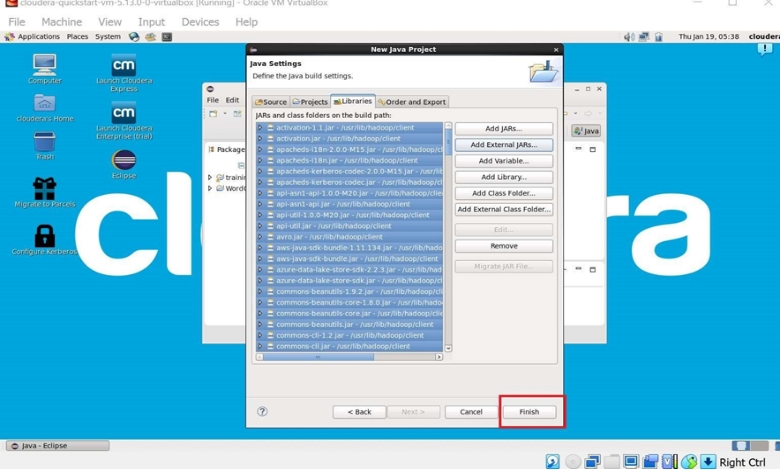 cloudera-quickstart-vm-5.13.0-0-virtualbox [Running] - Oracle VM VirtualBox
File Machine View Input Devices Help
Applications Places System
Thu Jan 19, 05:38 cloudera
Computer
cloudera's Home
Trash
Migrate to Parcels
Configure Kerberos
cm
Launch Cloudera Express
cm
Launch Cloudera Enterprise (trial)
Eclipse
File Edit
Package
training
Java
New Java Project
Java Settings
Define the Java build settings.
Source Projects Libraries Order and Export
JARs and class folders on the build path:
activation-1.1.jar - /usr/lib/hadoop/client
activation.jar - /usr/lib/hadoop/client
apacheds-i18n-2.0.0-M15.jar - /usr/lib/hadoop
apacheds-i18n.jar - /usr/lib/hadoop/client
apacheds-kerberos-codec-2.0.0-M15.jar - /usr/l
apacheds-kerberos-codec.jar - /usr/lib/hadoop/
api-asn1-api-1.0.0-M20.jar - /usr/lib/hadoop/client
api-asn1-api.jar - /usr/lib/hadoop/client
api-util-1.0.0-M20.jar - /usr/lib/hadoop/client
api-util.jar - /usr/lib/hadoop/client
avro.jar - /usr/lib/hadoop/client
aws-java-sdk-bundle-1.11.134.jar - /usr/lib/hadoop
aws-java-sdk-bundle.jar - /usr/lib/hadoop/client
azure-data-lake-store-sdk-2.2.3.jar - /usr/lib/hado
azure-data-lake-store-sdk.jar - /usr/lib/hadoop/cl
commons-beanutils-1.9.2.jar - /usr/lib/hadoop/cl
commons-beanutils-core-1.8.0.jar - /usr/lib/hado
commons-beanutils-core.jar - /usr/lib/hadoop/cli
commons-beanutils.jar - /usr/lib/hadoop/client
commons-cli-1.2.jar - /usr/lib/hadoop/client
commons-cli.jar - /usr/lib/hadoop/client
Add JARs...
Add External JARs...
Add Variable...
Add Library...
Add Class Folder...
Add External Class Folder...
Edit...
Remove
Migrate JAR File...
? < Back Next > Cancel Finish
Java - Eclipse
Right Ctrl